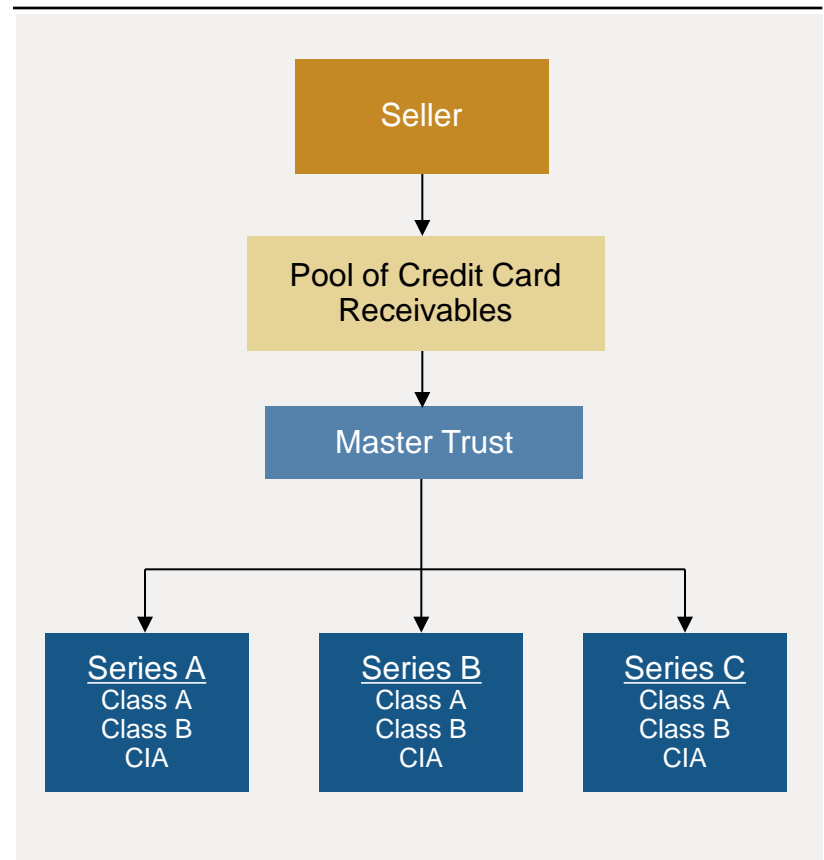 Seller
Pool of Credit Card
Receivables
Master Trust
Series A
Class A
Class B
CIA
Series B
Class A
Class B
CIA
Series C
Class A
Class B
CIA